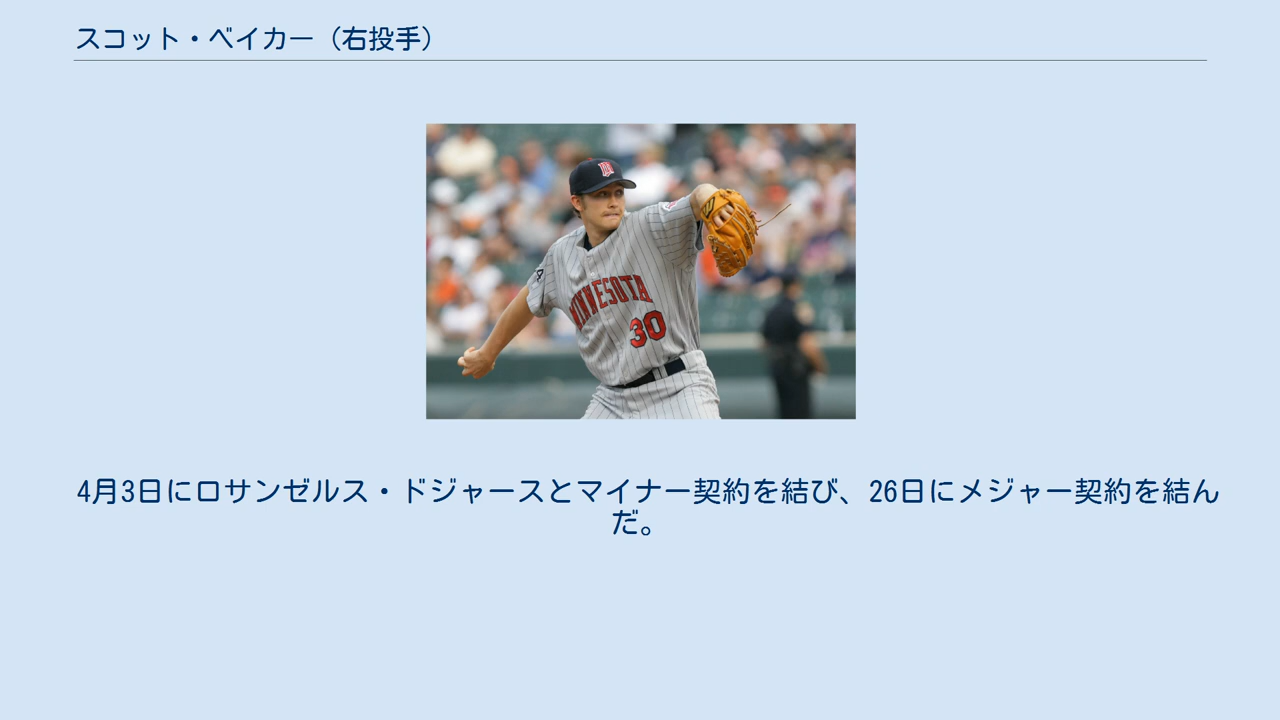 スコット・ベイカー（右投手）
MINNESOTA
30
4月3日にロサンゼルス・ドジャースとマイナー契約を結び、26日にメジャー契約を結ん
だ。